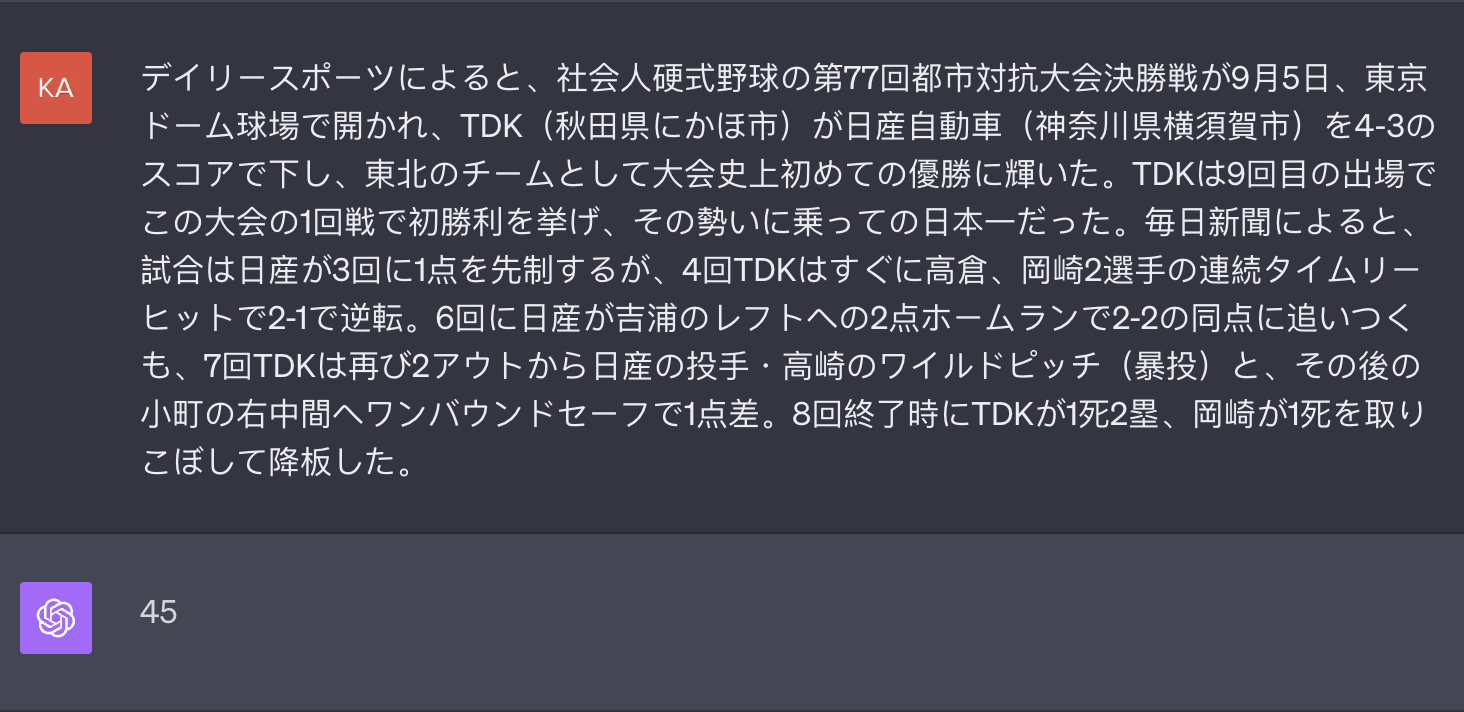 KA
デイリースポーツによると、社会人硬式野球の第77回都市対抗大会決勝戦が9月5日、東京
ドーム球場で開かれ、TDK（秋田県にかほ市）が日産自動車（神奈川県横須賀市）を4-3の
スコアで下し、東北のチームとして大会史上初めての優勝に輝いた。TDKは9回目の出場で
この大会の1回戦で初勝利を挙げ、その勢いに乗っての日本一だった。毎日新聞によると、
試合は日産が3回に1点を先制するが、4回TDKはすぐに高倉、岡崎2選手の連続タイムリー
ヒットで2-1で逆転。6回に日産が吉浦のレフトへの2点ホームランで2-2の同点に追いつく
も、7回TDKは再び2アウトから日産の投手・高崎のワイルドピッチ（暴投）と、その後の
小町の右中間へワンバウンドセーフで1点差。8回終了時にTDKが1死2塁、岡崎が1死を取り
こぼして降板した。
45